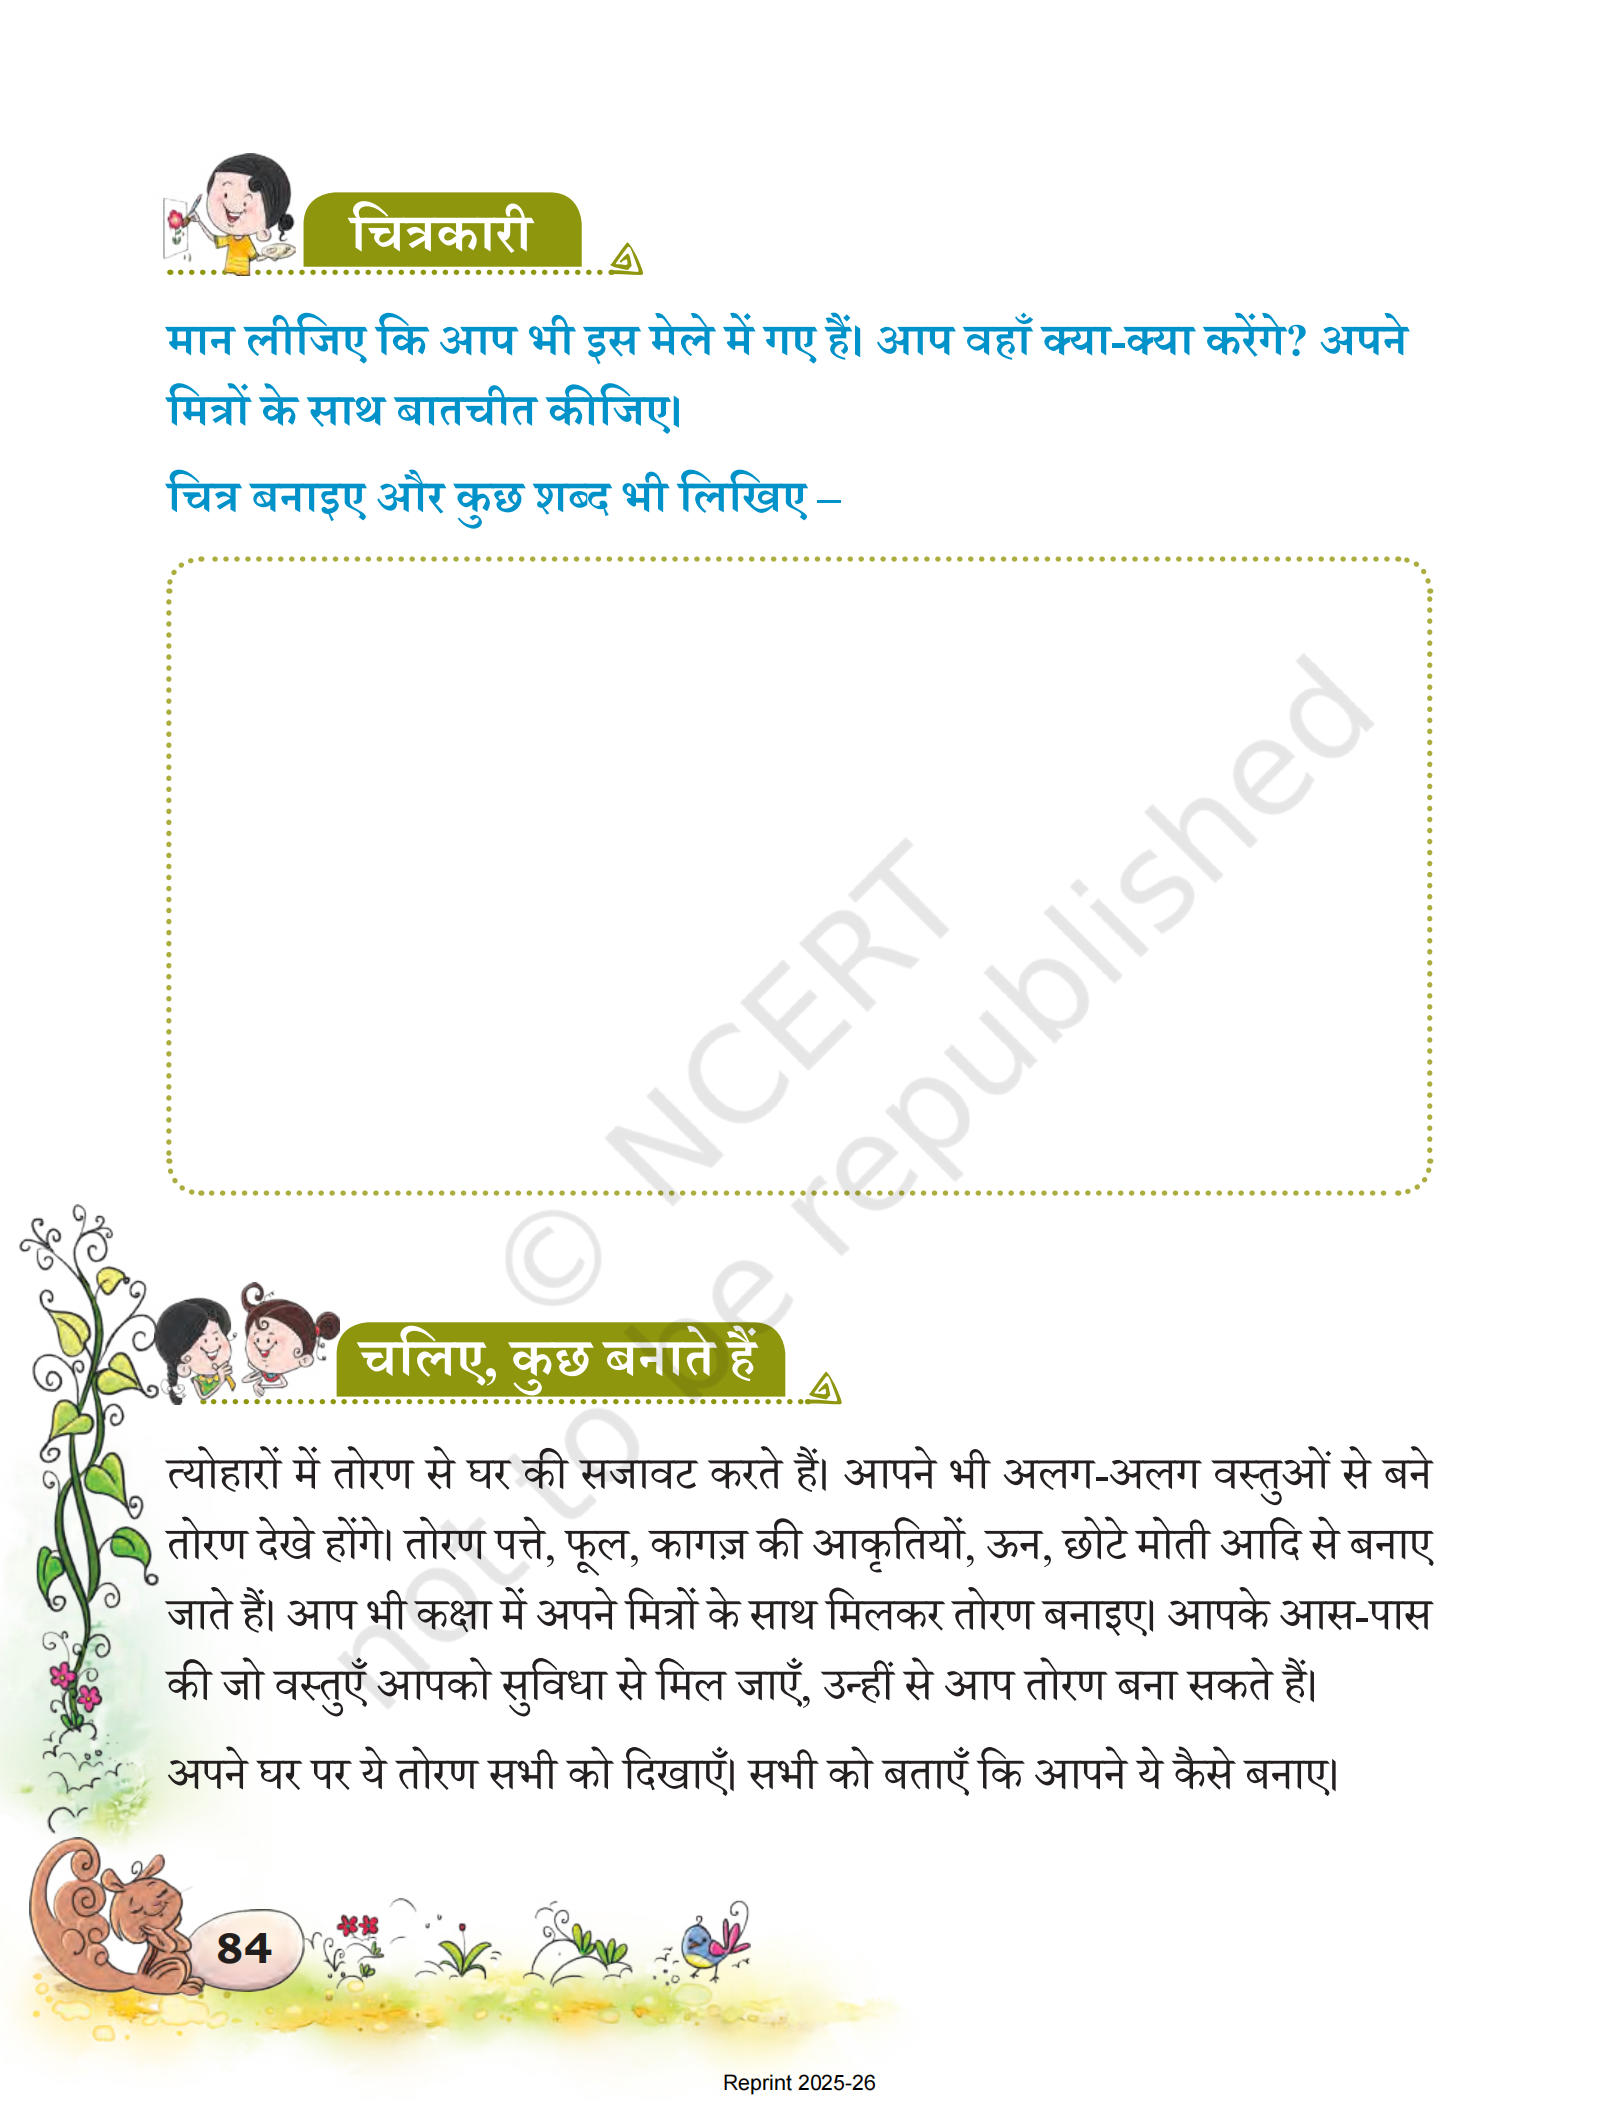 चित्रकारी
मान लीजिए कि आप भी इस मेले में गए हैं। आप वहाँ क्या-क्या करेंगे? अपने
मित्रों के साथ बातचीत कीजिए।
चित्र बनाइए और कुछ शब्द भी लिखिए –
© NCERT
not to be republished
चलिए, कुछ बनाते हैं
त्योहारों में तोरण से घर की सजावट करते हैं। आपने भी अलग-अलग वस्तुओं से बने
तोरण देखे होंगे। तोरण पत्ते, फूल, कागज़ की आकृतियों, ऊन, छोटे मोती आदि से बनाए
जाते हैं। आप भी कक्षा में अपने मित्रों के साथ मिलकर तोरण बनाइए। आपके आस-पास
की जो वस्तुएँ आपको सुविधा से मिल जाएँ, उन्हीं से आप तोरण बना सकते हैं।
अपने घर पर ये तोरण सभी को दिखाएँ। सभी को बताएँ कि आपने ये कैसे बनाए।
84
Reprint 2025-26